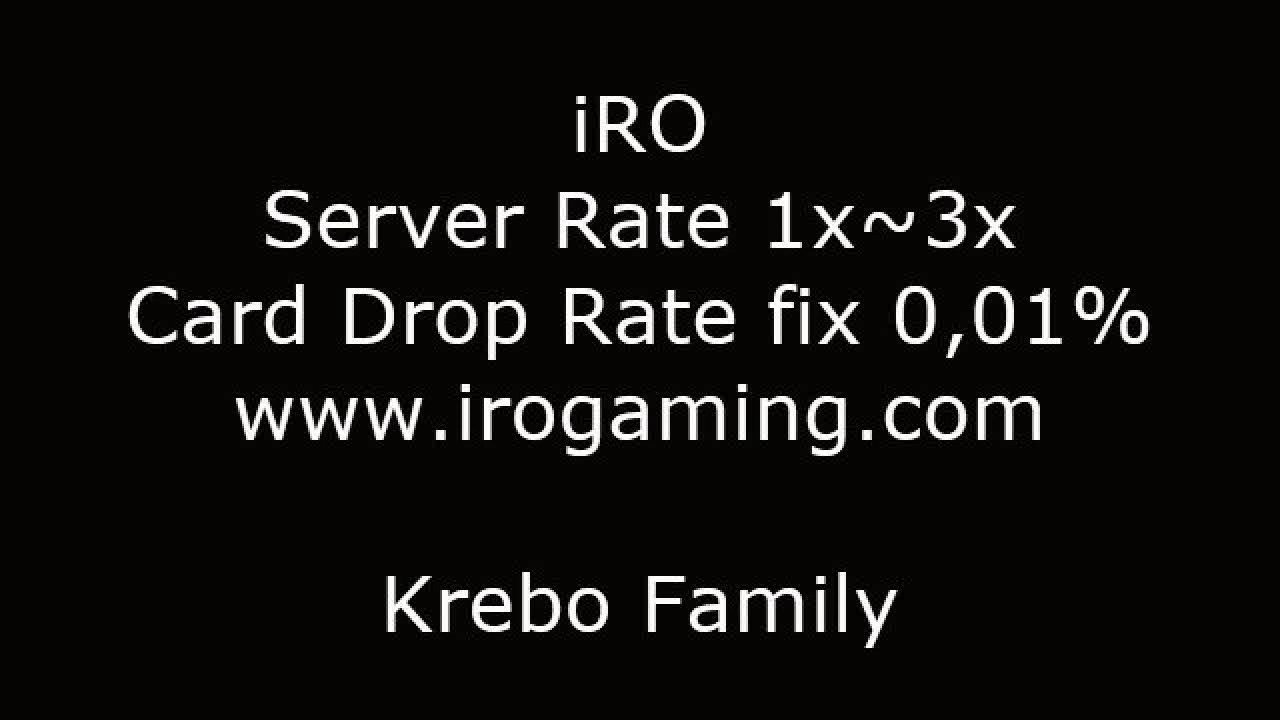 iRO
Server Rate 1x~3x
Card Drop Rate fix 0,01%
www.irogaming.com
Krebo Family